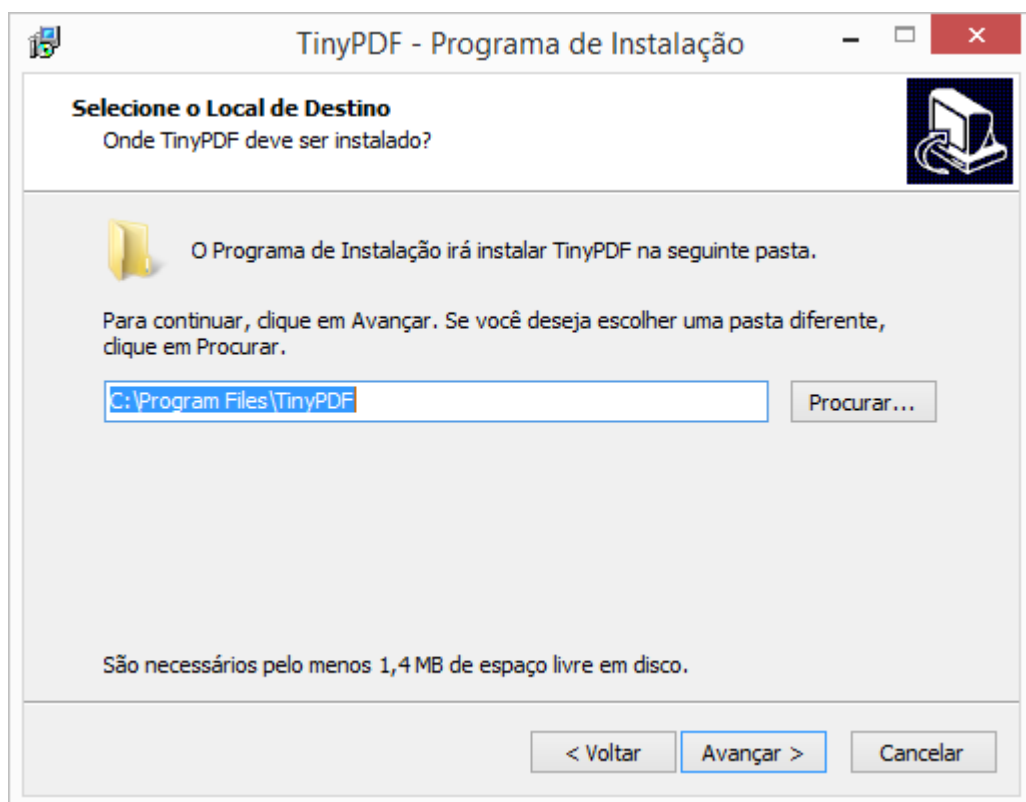 TinyPDF - Programa de Instalação
Selecione o Local de Destino
Onde TinyPDF deve ser instalado?
O Programa de Instalação irá instalar TinyPDF na seguinte pasta.
Para continuar, clique em Avançar. Se você deseja escolher uma pasta diferente,
clique em Procurar.
C:\Program Files\TinyPDF
Procurar...
São necessários pelo menos 1,4 MB de espaço livre em disco.
< Voltar
Avançar >
Cancelar